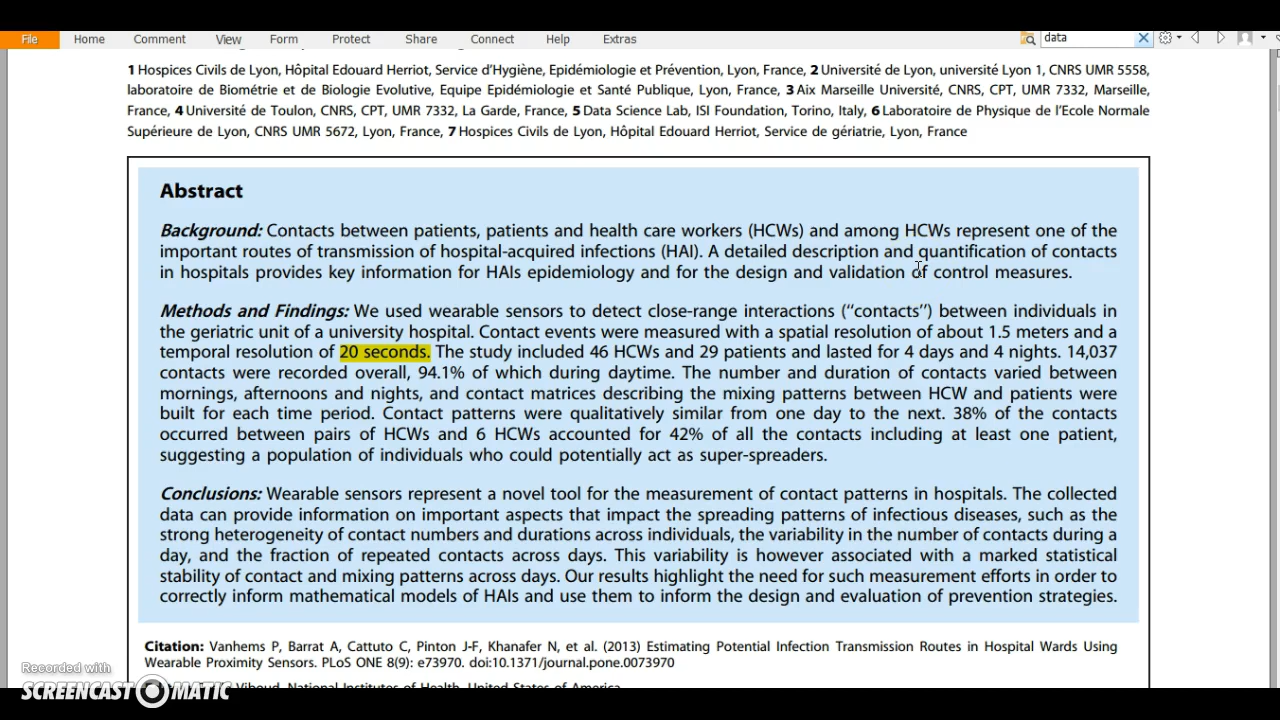 File Home Comment View Form Protect Share Connect Help Extras data
1 Hospices Civils de Lyon, Hôpital Edouard Herriot, Service d'Hygiène, Epidémiologie et Prévention, Lyon, France, 2 Université de Lyon, université Lyon 1, CNRS UMR 5558,
laboratoire de Biométrie et de Biologie Evolutive, Equipe Epidémiologie et Santé Publique, Lyon, France, 3 Aix Marseille Université, CNRS, CPT, UMR 7332, Marseille,
France, 4 Université de Toulon, CNRS, CPT, UMR 7332, La Garde, France, 5 Data Science Lab, ISI Foundation, Torino, Italy, 6 Laboratoire de Physique de l'Ecole Normale
Supérieure de Lyon, CNRS UMR 5672, Lyon, France, 7 Hospices Civils de Lyon, Hôpital Edouard Herriot, Service de gériatrie, Lyon, France
Abstract
Background: Contacts between patients, patients and health care workers (HCWs) and among HCWs represent one of the
important routes of transmission of hospital-acquired infections (HAI). A detailed description and quantification of contacts
in hospitals provides key information for HAIs epidemiology and for the design and validation of control measures.
Methods and Findings: We used wearable sensors to detect close-range interactions (“contacts”) between individuals in
the geriatric unit of a university hospital. Contact events were measured with a spatial resolution of about 1.5 meters and a
temporal resolution of 20 seconds. The study included 46 HCWs and 29 patients and lasted for 4 days and 4 nights. 14,037
contacts were recorded overall, 94.1% of which during daytime. The number and duration of contacts varied between
mornings, afternoons and nights, and contact matrices describing the mixing patterns between HCW and patients were
built for each time period. Contact patterns were qualitatively similar from one day to the next. 38% of the contacts
occurred between pairs of HCWs and 6 HCWs accounted for 42% of all the contacts including at least one patient,
suggesting a population of individuals who could potentially act as super-spreaders.
Conclusions: Wearable sensors represent a novel tool for the measurement of contact patterns in hospitals. The collected
data can provide information on important aspects that impact the spreading patterns of infectious diseases, such as the
strong heterogeneity of contact numbers and durations across individuals, the variability in the number of contacts during a
day, and the fraction of repeated contacts across days. This variability is however associated with a marked statistical
stability of contact and mixing patterns across days. Our results highlight the need for such measurement efforts in order to
correctly inform mathematical models of HAIs and use them to inform the design and evaluation of prevention strategies.
Citation: Vanhems P, Barrat A, Cattuto C, Pinton J-F, Khanafer N, et al. (2013) Estimating Potential Infection Transmission Routes in Hospital Wards Using
Wearable Proximity Sensors. PLoS ONE 8(9): e73970. doi:10.1371/journal.pone.0073970
Viboud, National Institutes of Health, United States of America
Recorded with
SCREENCAST-O-MATIC